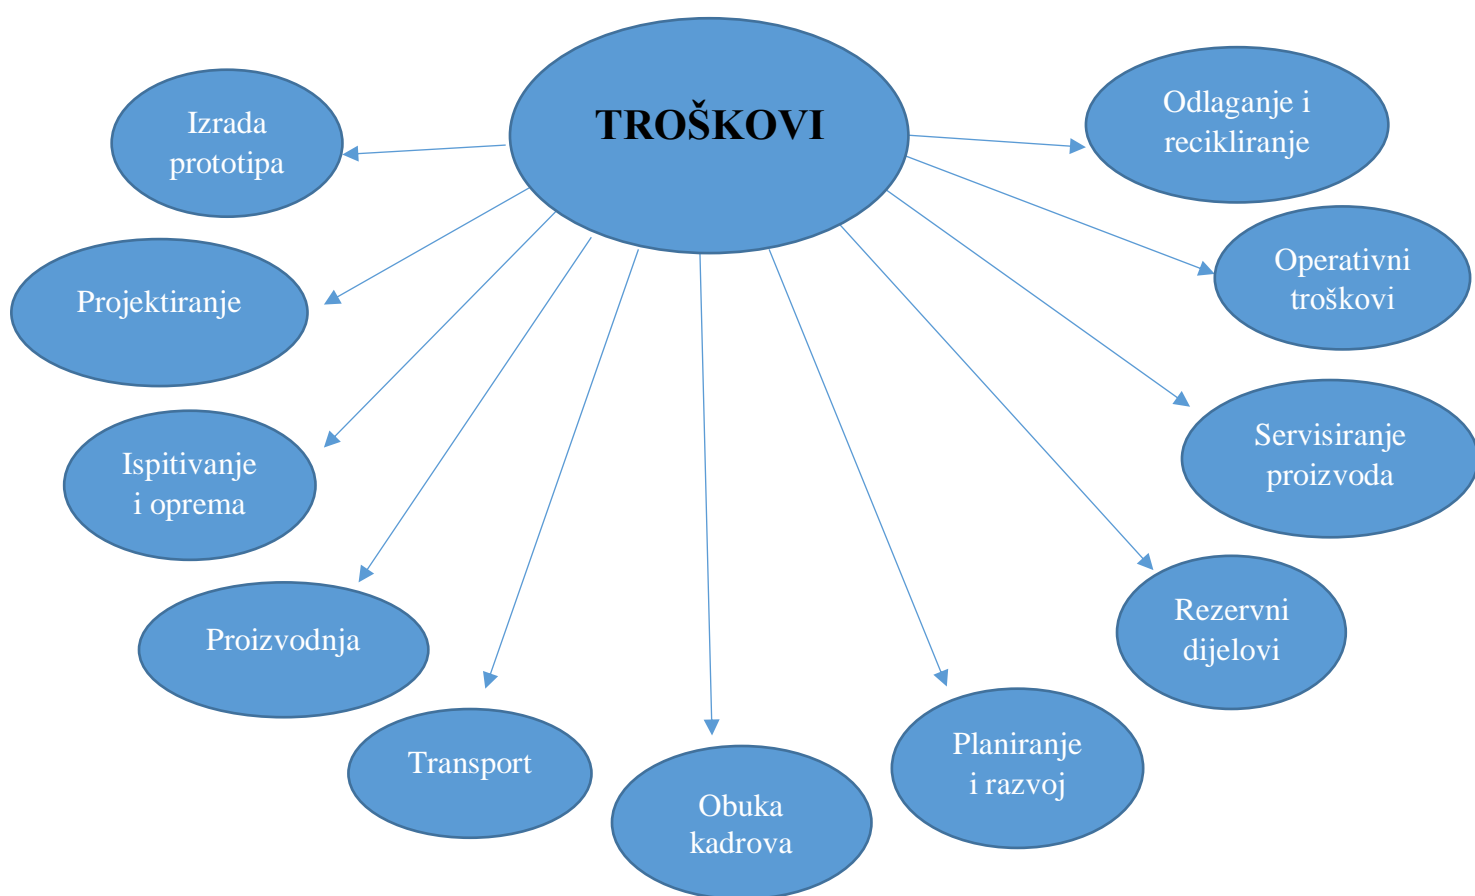 TROŠKOVI
Izrada
prototipa
Projektiranje
Ispitivanje
i oprema
Proizvodnja
Transport
Obuka
kadrova
Planiranje
i razvoj
Rezervni
dijelovi
Servisiranje
proizvoda
Operativni
troškovi
Odlaganje i
recikliranje